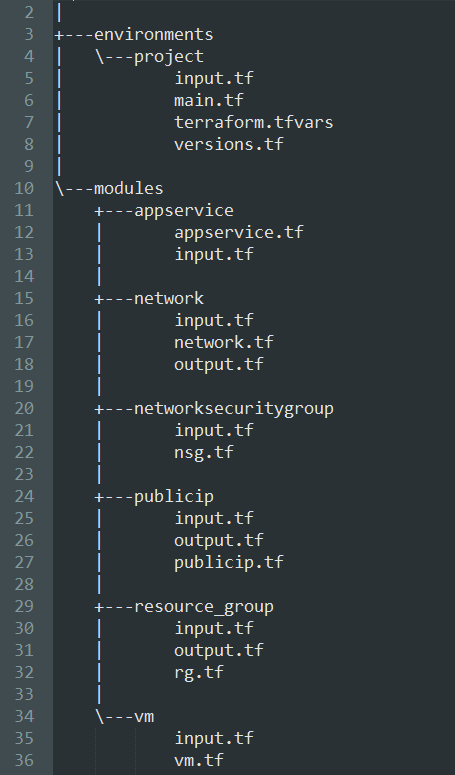 2 |
3 +---environments
4 | \---project
5 | input.tf
6 | main.tf
7 | terraform.tfvars
8 | versions.tf
9 |
10 \---modules
11 +---appservice
12 | appservice.tf
13 | input.tf
14 |
15 +---network
16 | input.tf
17 | network.tf
18 | output.tf
19 |
20 +---networksecuritygroup
21 | input.tf
22 | nsg.tf
23 |
24 +---publicip
25 | input.tf
26 | output.tf
27 | publicip.tf
28 |
29 +---resource_group
30 | input.tf
31 | output.tf
32 | rg.tf
33 |
34 \---vm
35 input.tf
36 vm.tf